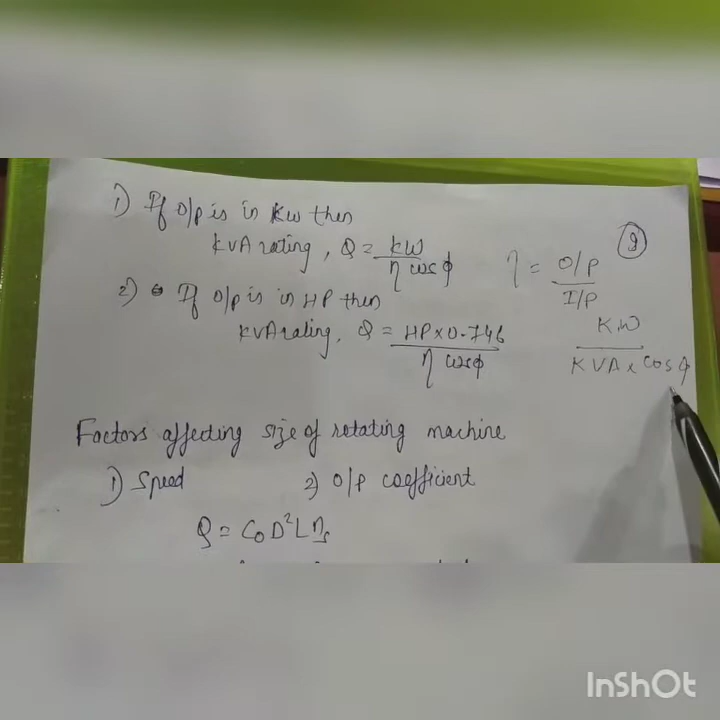 1) If O/p is in Kw then
KVA rating, Q = KW / η cosφ
2) If O/p is in HP then
KVA rating, Q = HP x 0.746 / η cosφ
9
η = O/P / I/P
KW / KVA x cosφ
Factors affecting size of rotating machine
1) Speed 2) O/P coefficient
Q = C₀D²Lηs
InShOt